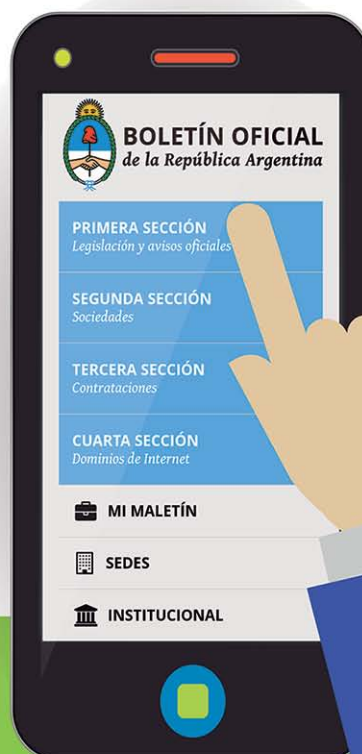 BOLETÍN OFICIAL
de la República Argentina
PRIMERA SECCIÓN
Legislación y avisos oficiales
SEGUNDA SECCIÓN
Sociedades
TERCERA SECCIÓN
Contrataciones
CUARTA SECCIÓN
Dominios de Internet
MI MALETÍN
SEDES
INSTITUCIONAL